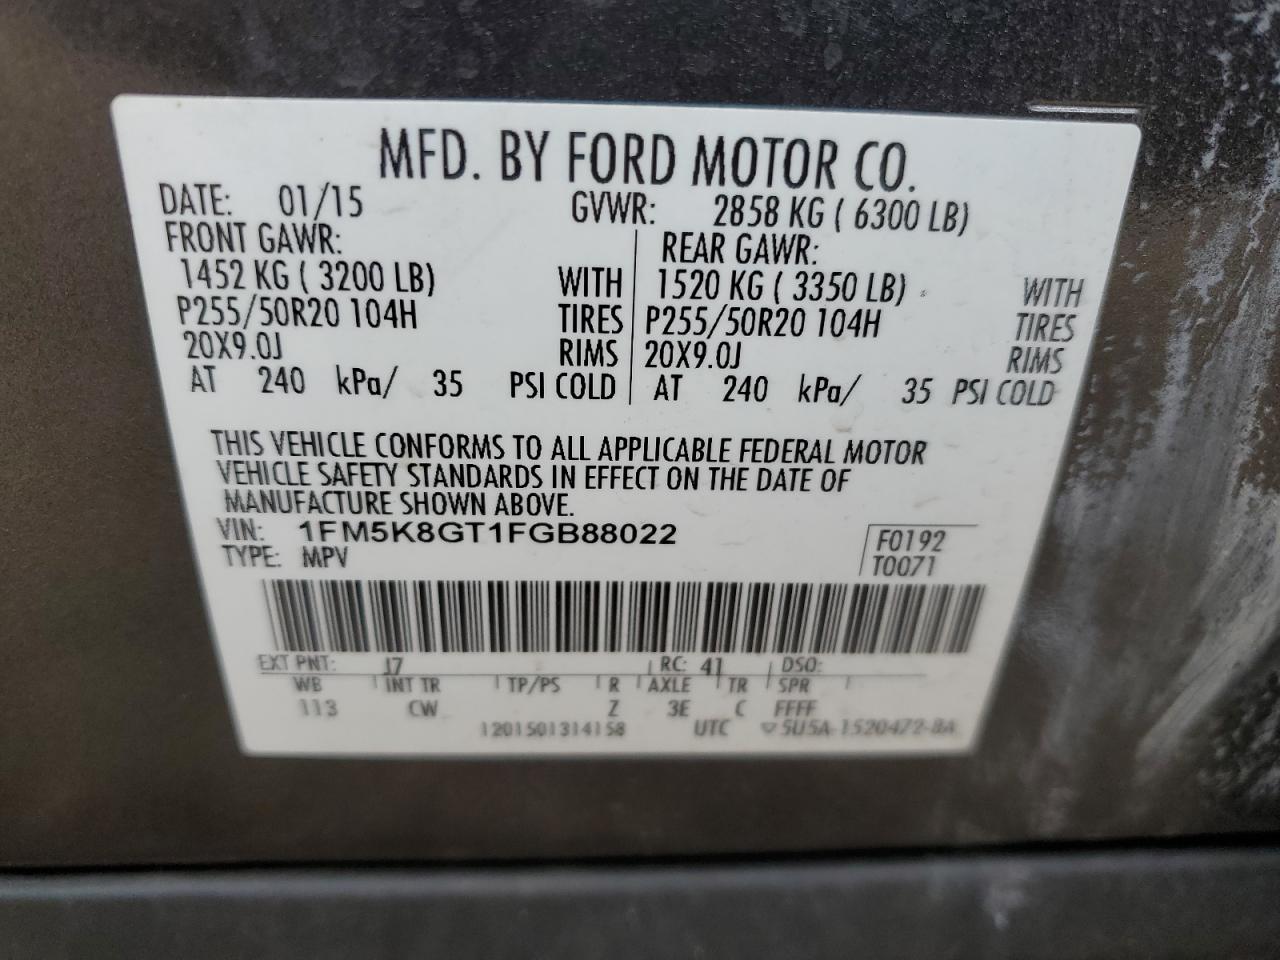 MFD. BY FORD MOTOR CO.
DATE: 01/15 GVWR: 2858 KG ( 6300 LB)
FRONT GAWR: REAR GAWR:
1452 KG ( 3200 LB) WITH 1520 KG ( 3350 LB) WITH
P255/50R20 104H TIRES P255/50R20 104H TIRES
20X9.0J RIMS 20X9.0J RIMS
AT 240 kPa/ 35 PSI COLD AT 240 kPa/ 35 PSI COLD
THIS VEHICLE CONFORMS TO ALL APPLICABLE FEDERAL MOTOR
VEHICLE SAFETY STANDARDS IN EFFECT ON THE DATE OF
MANUFACTURE SHOWN ABOVE.
VIN: 1FM5K8GT1FGB88022 F0192
TYPE: MPV T0071
EXT PNT: J7 RC: 41 DSO:
WB INT TR TP/PS R AXLE TR SPR
113 CW Z 3E C FFFF
1201501314158 UTC ▽5U5A-1520472-BA